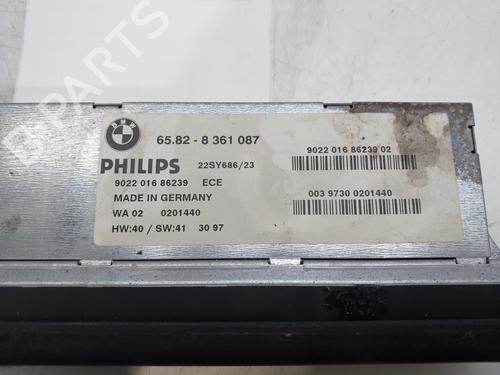 BMW
65.82 - 8 361 087
PHILIPS 22SY686/23
9022 016 86239 ECE
MADE IN GERMANY
WA 02 0201440
HW:40 / SW:41 30 97
9022 016 86239 02
003 9730 0201440
B PARTS